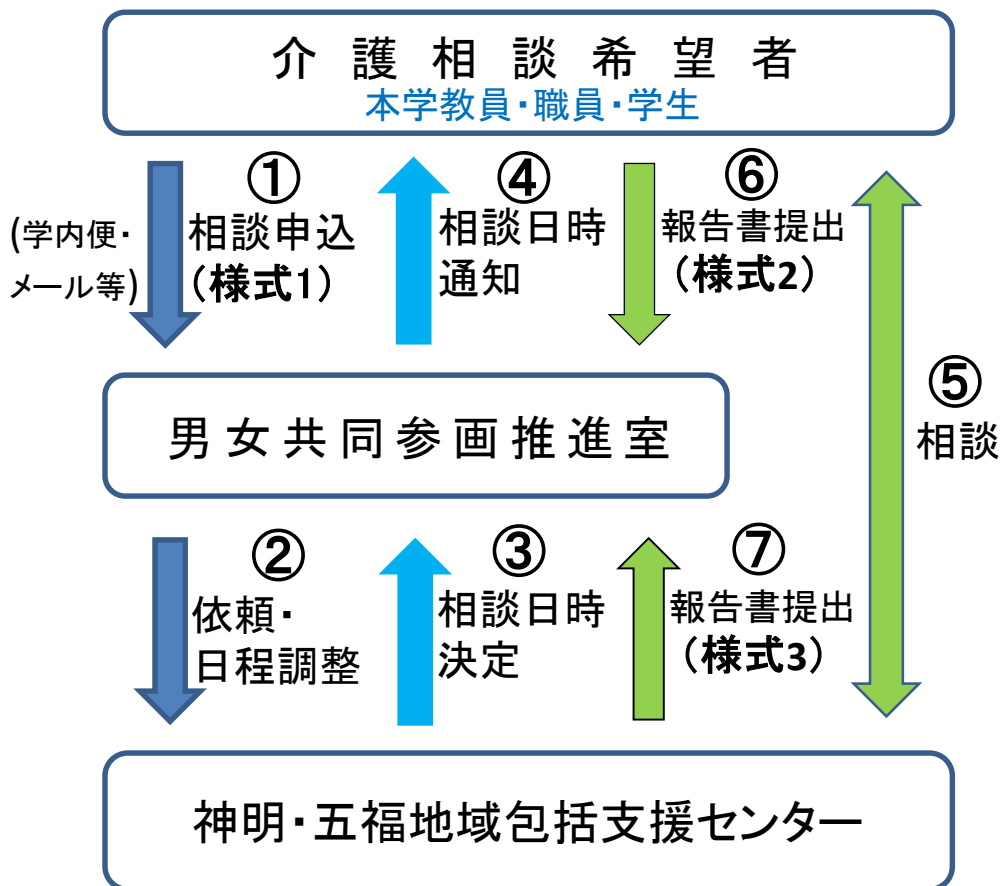 介護相談希望者
本学教員・職員・学生
(学内便・
メール等)
①
相談申込
(様式1)
④
相談日時
通知
⑥
報告書提出
(様式2)
⑤
相談
男女共同参画推進室
②
依頼・
日程調整
③
相談日時
決定
⑦
報告書提出
(様式3)
神明・五福地域包括支援センター